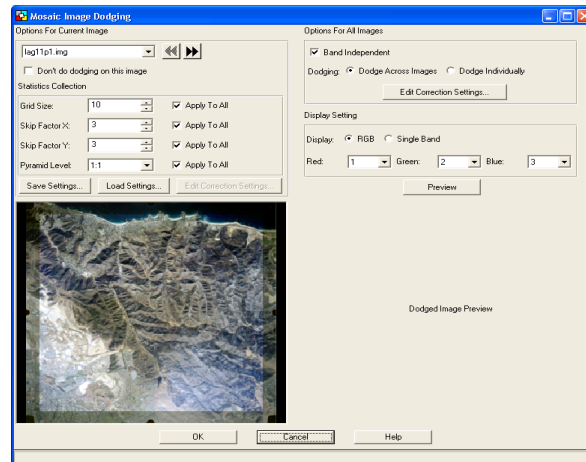 Mosaic Image Dodging
Options For Current Image
lag11p1.img
Don't do dodging on this image
Statistics Collection
Grid Size: 10 Apply To All
Skip Factor X: 3 Apply To All
Skip Factor Y: 3 Apply To All
Pyramid Level: 1:1 Apply To All
Save Settings... Load Settings... Edit Correction Settings...
Options For All Images
Band Independent
Dodging: Dodge Across Images Dodge Individually
Edit Correction Settings...
Display Setting
Display: RGB Single Band
Red: 1 Green: 2 Blue: 3
Preview
Dodged Image Preview
OK Cancel Help